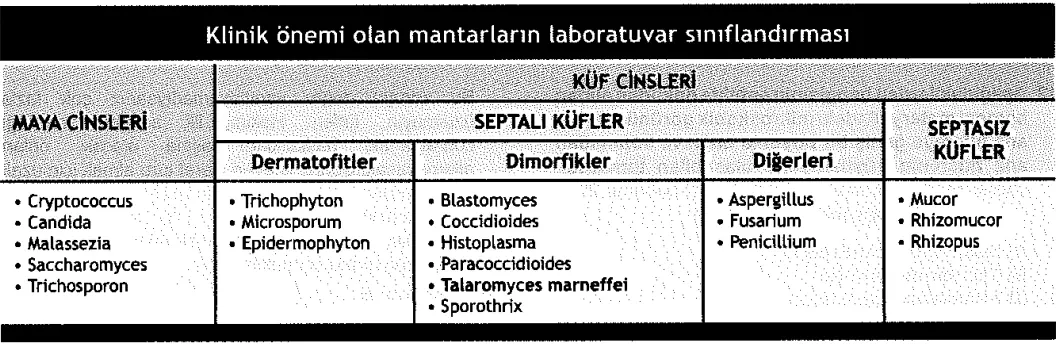 Klinik önemi olan mantarların laboratuvar sınıflandırması
KÜF CİNSLERİ
MAYA CİNSLERİ
SEPTALI KÜFLER
SEPTASIZ
KÜFLER
Dermatofitler
Dimorfikler
Diğerleri
• Cryptococcus
• Candida
• Malassezia
• Saccharomyces
• Trichosporon
• Trichophyton
• Microsporum
• Epidermophyton
• Blastomyces
• Coccidioides
• Histoplasma
• Paracoccidioides
• Talaromyces marneffei
• Sporothrix
• Aspergillus
• Fusarium
• Penicillium
• Mucor
• Rhizomucor
• Rhizopus